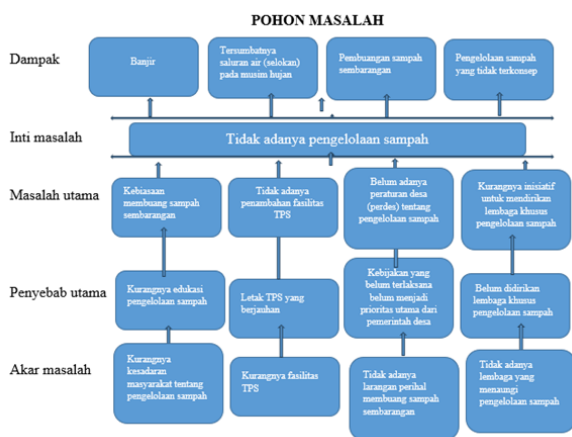 POHON MASALAH
Dampak
Banjir
Tersumbatnya
saluran air (selokan)
pada musim hujan
Pembuangan sampah
sembarangan
Pengelolaan sampah
yang tidak terkonsep
Inti masalah
Tidak adanya pengelolaan sampah
Masalah utama
Kebiasaan
membuang sampah
sembarangan
Tidak adanya
penambahan fasilitas
TPS
Belum adanya
peraturan desa
(perdes) tentang
pengelolaan sampah
Kurangnya inisiatif
untuk mendirikan
lembaga khusus
pengelolaan sampah
Penyebab utama
Kurangnya edukasi
pengelolaan sampah
Letak TPS yang
berjauhan
Kebijakan yang
belum terlaksana
belum menjadi
prioritas utama dari
pemerintah desa
Belum didirikan
lembaga khusus
pengelolaan sampah
Akar masalah
Kurangnya
kesadaran
masyarakat tentang
pengelolaan sampah
Kurangnya fasilitas
TPS
Tidak adanya
larangan perihal
membuang sampah
sembarangan
Tidak adanya
lembaga yang
menaungi pengelolaan
sampah